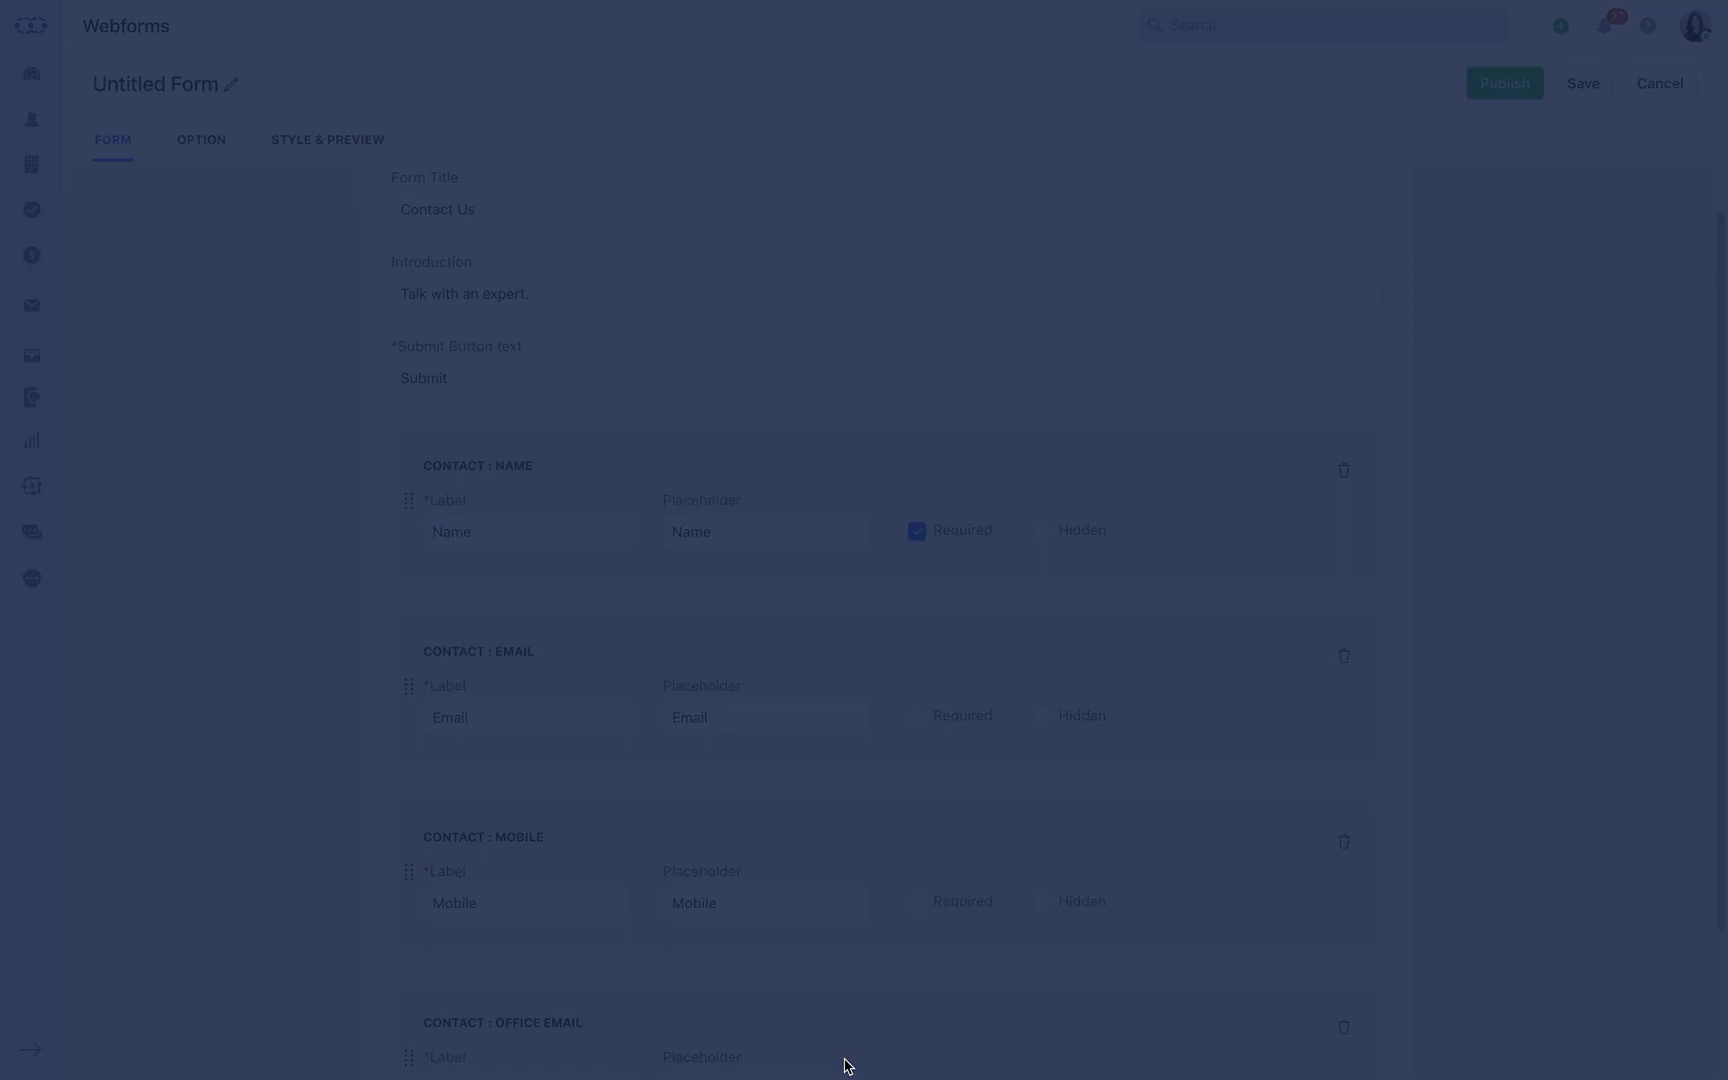 Webforms
Search
27
Untitled Form
Publish
Save
Cancel
FORM
OPTION
STYLE & PREVIEW
Form Title
Contact Us
Introduction
Talk with an expert.
*Submit Button text
Submit
CONTACT : NAME
*Label
Placeholder
Name
Name
Required
Hidden
CONTACT : EMAIL
*Label
Placeholder
Email
Email
Required
Hidden
CONTACT : MOBILE
*Label
Placeholder
Mobile
Mobile
Required
Hidden
CONTACT : OFFICE EMAIL
*Label
Placeholder